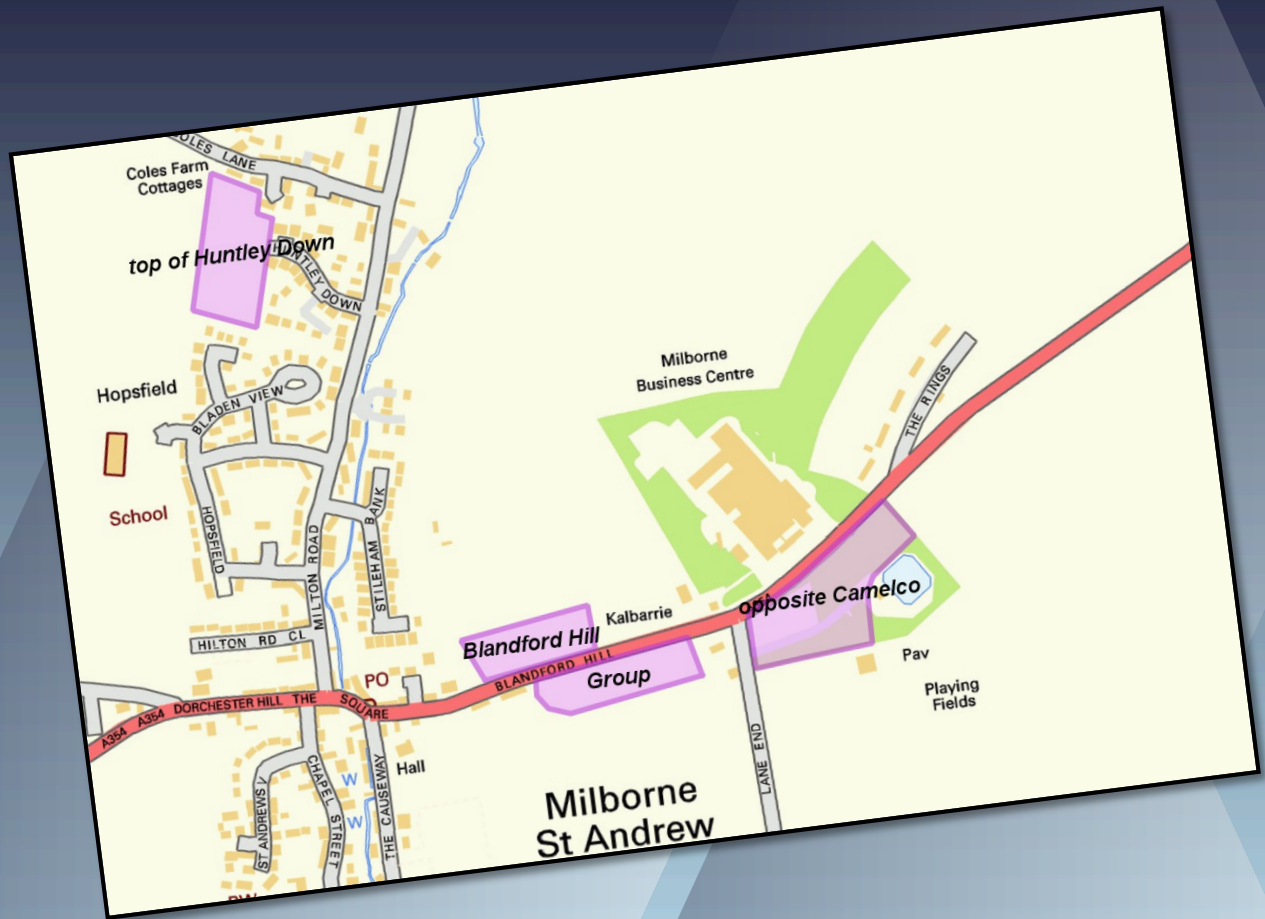 COLES LANE
Coles Farm
Cottages
top of Huntley Down
HUNTLEY DOWN
Milborne
Business Centre
THE RINGS
Hopsfield
BLADEN VIEW
School
HOPSFIELD
MILTON ROAD
STILEHAM BANK
HILTON RD CL
Kalbarrie
Blandford Hill
BLANDFORD HILL
Group
opposite Camelco
Pav
Playing
Fields
PO
A354
A354
DORCHESTER HILL
THE SQUARE
Hall
W
W
CHAPEL STREET
THE CAUSEWAY
ST ANDREWS V
LANE END
Milborne
St Andrew
PW